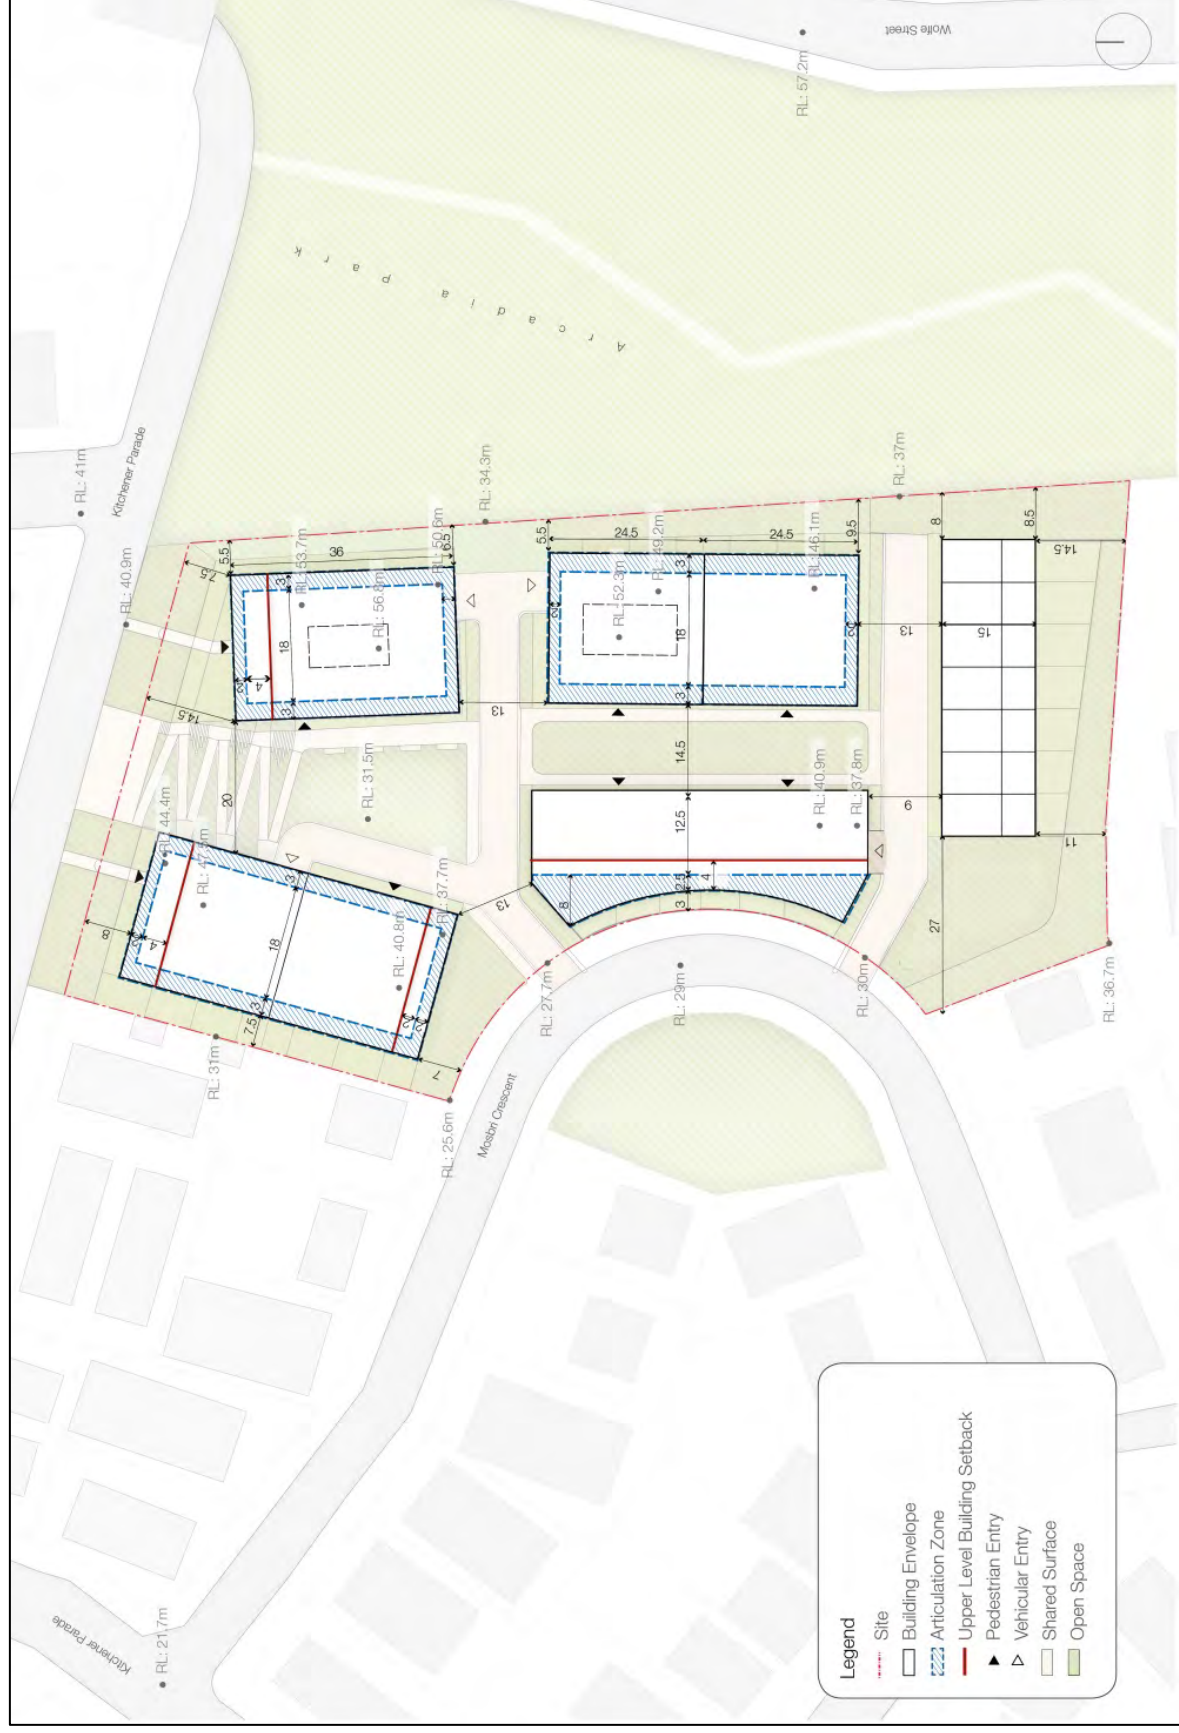 Wolfe Street
RL: 57.2m
Kitchener Parade
RL: 41m
RL: 40.9m
Arcadia Park
RL: 34.3m
RL: 37m
5.5
36
6.5
5.5
24.5
24.5
9.5
8
8.5
14.5
7.5
3
RL: 53.7m
RL: 50.6m
RL: 49.2m
RL: 46.1m
18
RL: 56.8m
2
4
3
2
RL: 52.3m
3
18
3
2
13
15
14.5
13
14.5
20
RL: 31.5m
12.5
RL: 40.9m
RL: 37.8m
9
11
RL: 44.4m
3
RL: 37.7m
13
8
2.5
4
3
27
8
4
18
RL: 40.8m
2
2
3
7.5
7
RL: 31m
RL: 25.6m
RL: 27.7m
RL: 29m
RL: 30m
RL: 36.7m
Mosbri Crescent
Kitchener Parade
RL: 21.7m
Legend
Site
Building Envelope
Articulation Zone
Upper Level Building Setback
Pedestrian Entry
Vehicular Entry
Shared Surface
Open Space